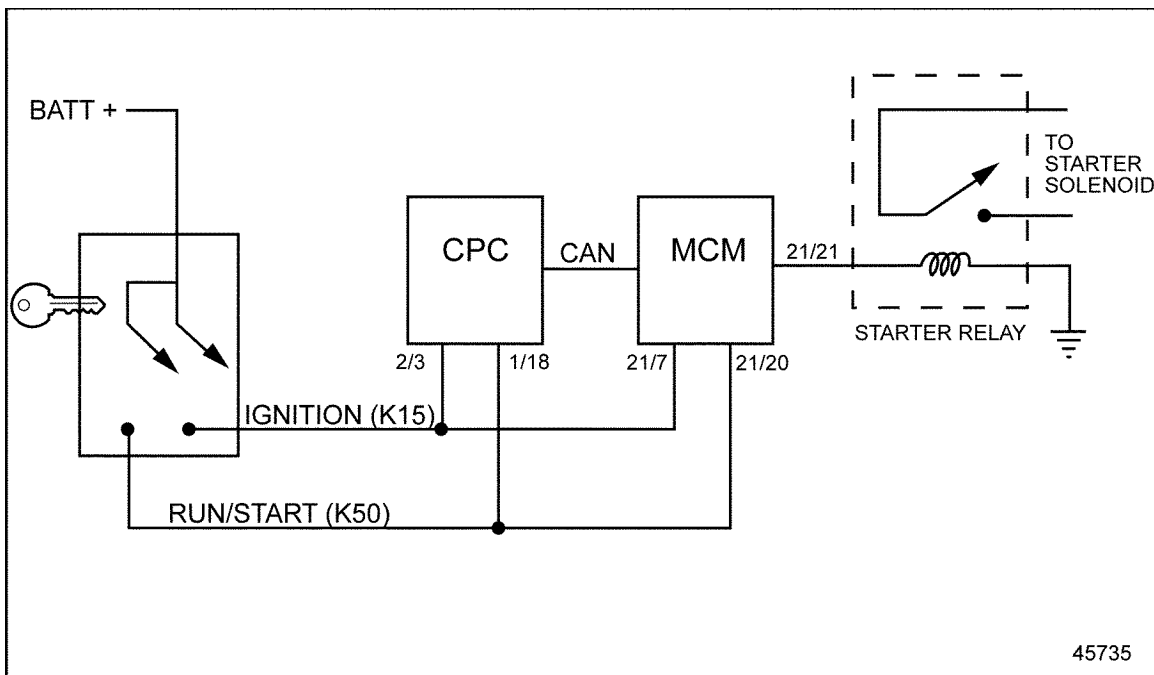 BATT +
CPC
CAN
MCM
21/21
TO
STARTER
SOLENOID
STARTER RELAY
2/3
1/18
21/7
21/20
IGNITION (K15)
RUN/START (K50)
45735